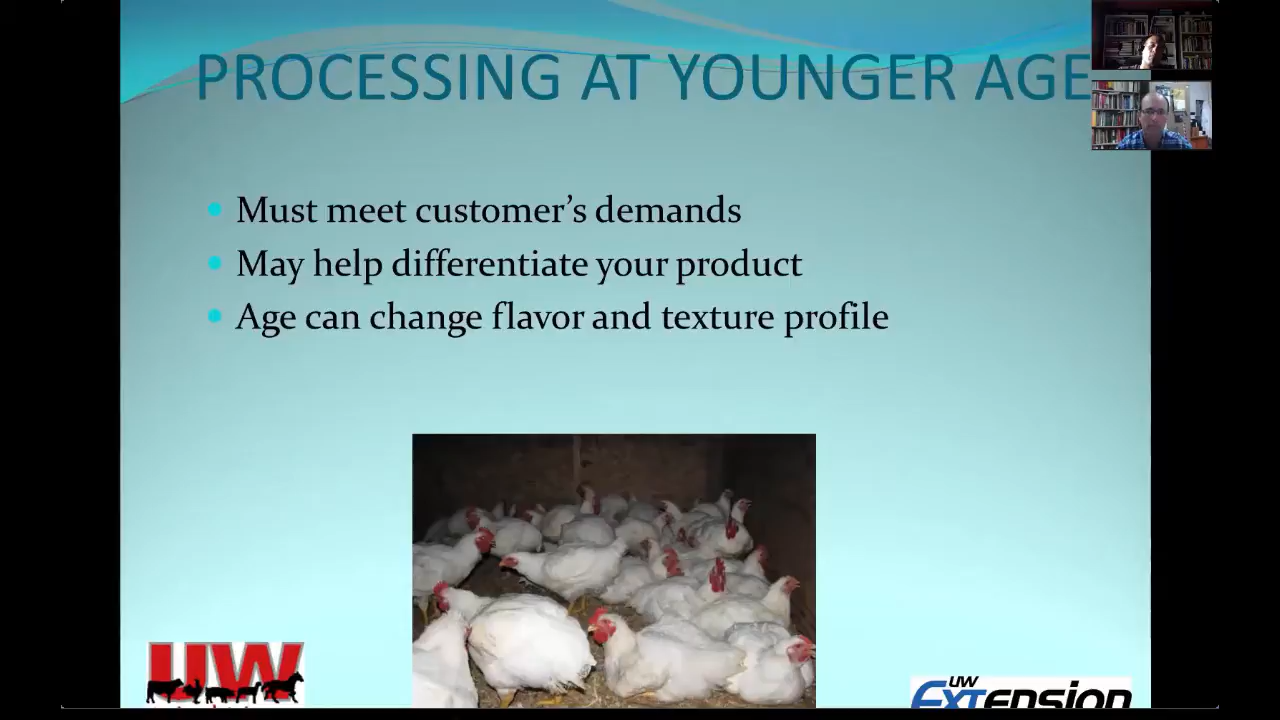 PROCESSING AT YOUNGER AGE
Must meet customer's demands
May help differentiate your product
Age can change flavor and texture profile
UW
UW
Extension